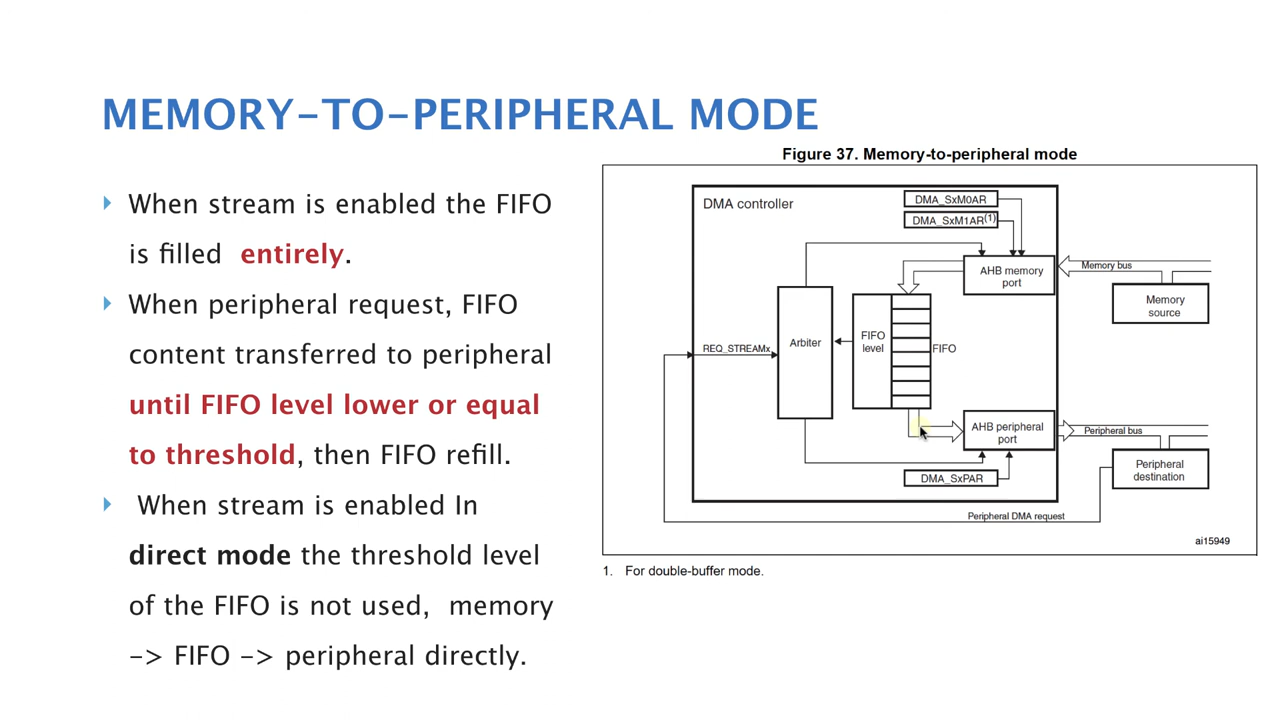 MEMORY-TO-PERIPHERAL MODE
When stream is enabled the FIFO
is filled entirely.
When peripheral request, FIFO
content transferred to peripheral
until FIFO level lower or equal
to threshold, then FIFO refill.
When stream is enabled In
direct mode the threshold level
of the FIFO is not used, memory
-> FIFO -> peripheral directly.
Figure 37. Memory-to-peripheral mode
DMA controller
DMA_SxM0AR
DMA_SxM1AR(1)
AHB memory
port
Memory bus
Memory
source
REQ_STREAMx
Arbiter
FIFO
level
FIFO
AHB peripheral
port
Peripheral bus
Peripheral
destination
DMA_SxPAR
Peripheral DMA request
ai15949
1. For double-buffer mode.